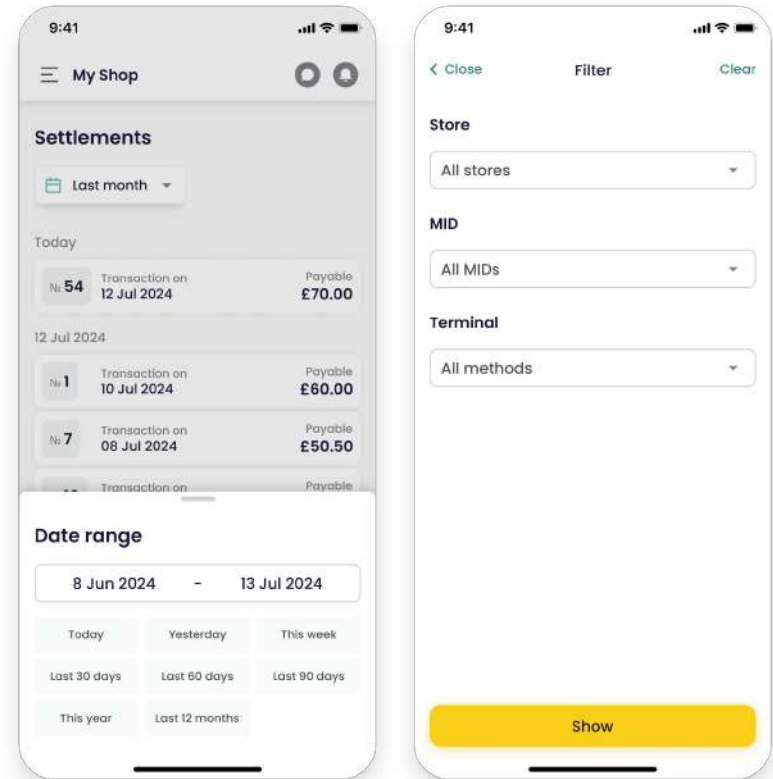 9:41
My Shop
Settlements
Last month
Today
№ 54 Transaction on 12 Jul 2024 Payable £70.00
12 Jul 2024
№ 1 Transaction on 10 Jul 2024 Payable £60.00
№ 7 Transaction on 08 Jul 2024 Payable £50.50
Transaction on Payable
Date range
8 Jun 2024 - 13 Jul 2024
Today Yesterday This week
Last 30 days Last 60 days Last 90 days
This year Last 12 months
9:41
Close Filter Clear
Store
All stores
MID
All MIDs
Terminal
All methods
Show